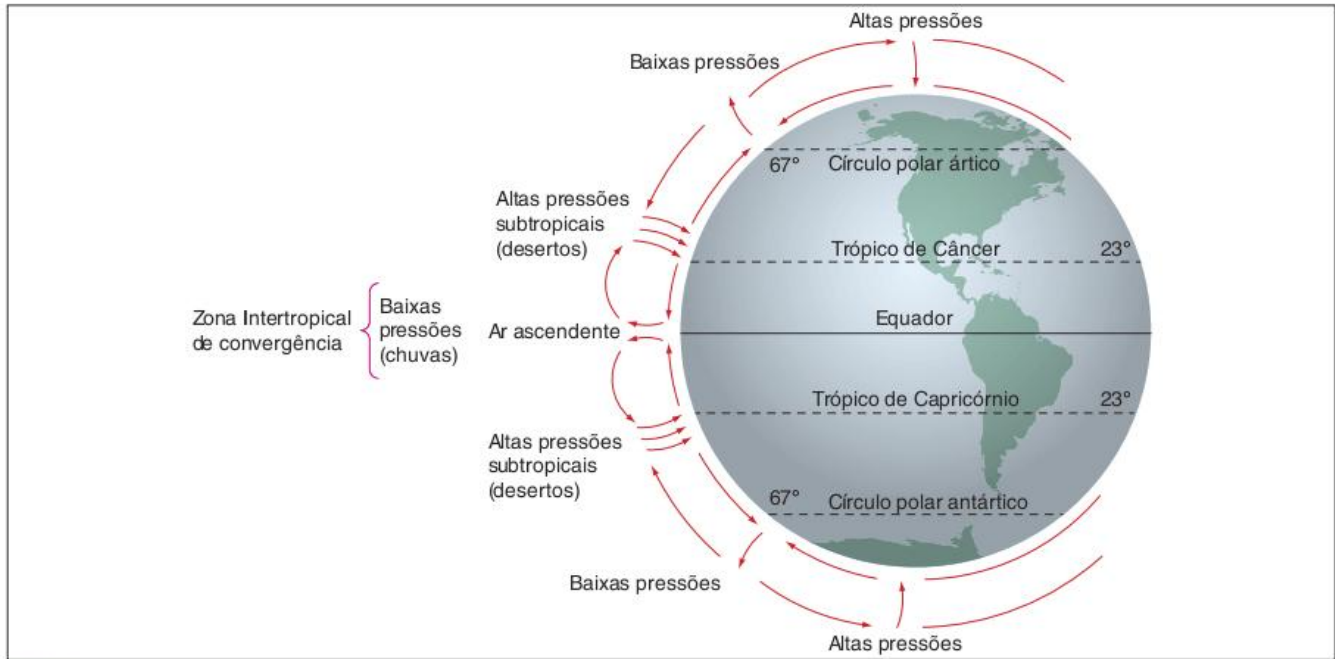 Altas pressões
Baixas pressões
67°
Círculo polar ártico
Altas pressões
subtropicais
(desertos)
Trópico de Câncer
23°
Zona Intertropical
de convergência
Baixas
pressões
(chuvas)
Ar ascendente
Equador
Trópico de Capricórnio
23°
Altas pressões
subtropicais
(desertos)
67°
Círculo polar antártico
Baixas pressões
Altas pressões